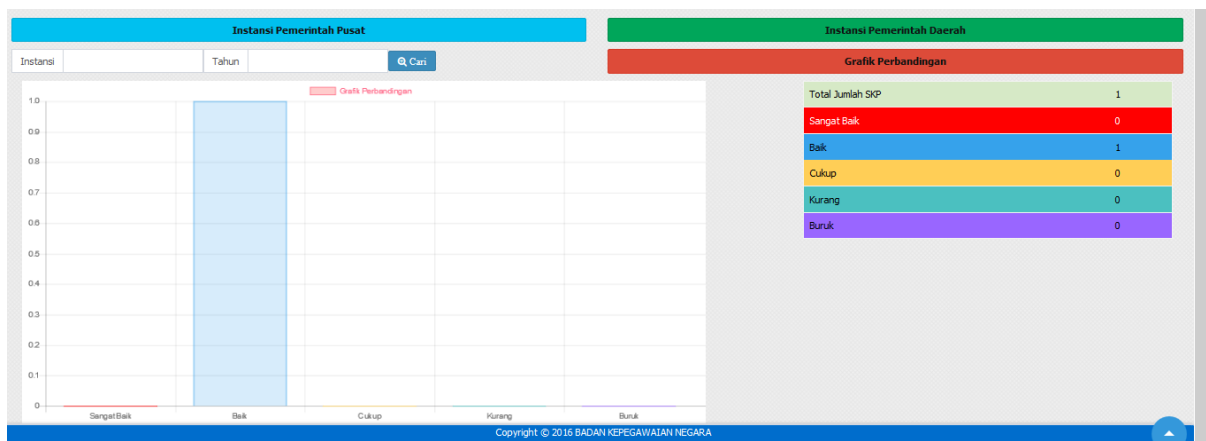 Instansi Pemerintah Pusat
Instansi Pemerintah Daerah
Instansi
Tahun
Cari
Grafik Perbandingan
Grafik Perbandingan
1.0
0.9
0.8
0.7
0.6
0.5
0.4
0.3
0.2
0.1
0
Sangat Baik Baik Cukup Kurang Buruk
Total Jumlah SKP 1
Sangat Baik 0
Baik 1
Cukup 0
Kurang 0
Buruk 0
Copyright © 2016 BADAN KEPEGAWAIAN NEGARA